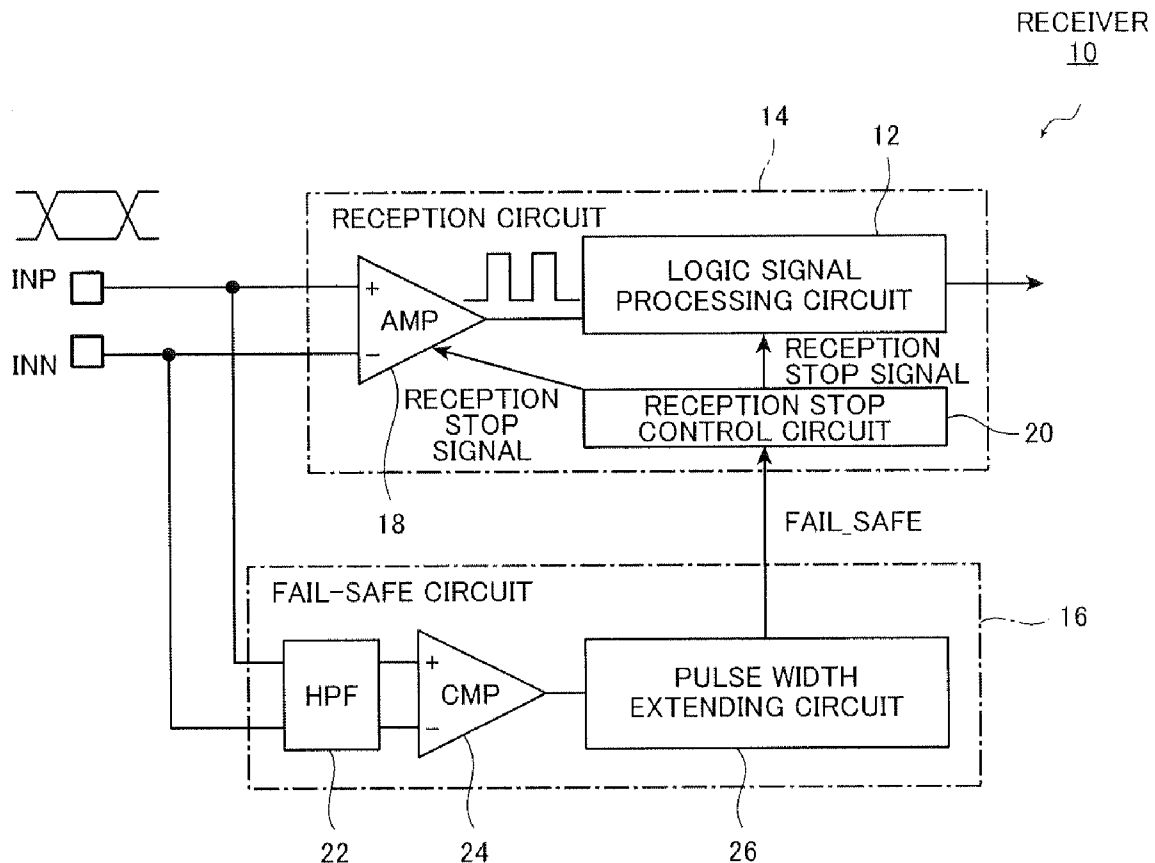 RECEIVER
10
14
12
RECEPTION CIRCUIT
INP
INN
+
AMP
−
LOGIC SIGNAL
PROCESSING CIRCUIT
RECEPTION
STOP SIGNAL
RECEPTION
STOP
SIGNAL
RECEPTION STOP
CONTROL CIRCUIT
20
18
FAIL_SAFE
FAIL-SAFE CIRCUIT
16
HPF
+
CMP
−
PULSE WIDTH
EXTENDING CIRCUIT
22
24
26